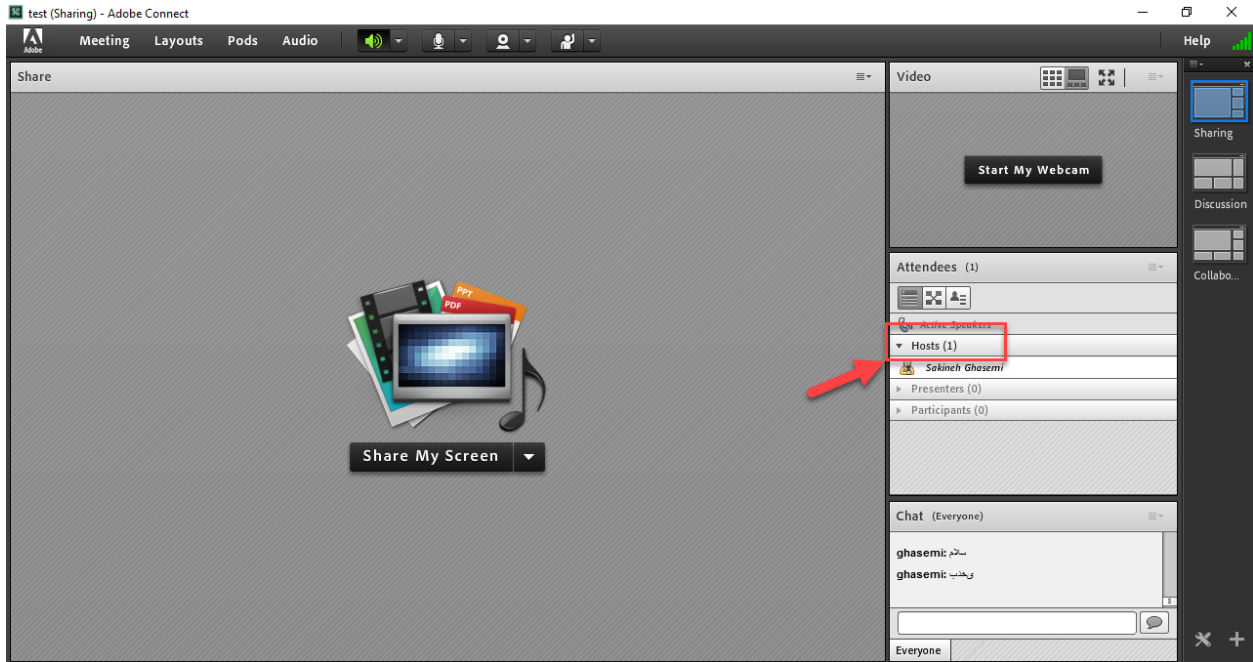 test (Sharing) - Adobe Connect
Adobe Meeting Layouts Pods Audio Help
Share
Video
Start My Webcam
Sharing
Discussion
Collabo...
Attendees (1)
Active Speakers
Hosts (1)
Sakineh Ghasemi
Presenters (0)
Participants (0)
PPT
PDF
Share My Screen
Chat (Everyone)
ghasemi: سلام
ghasemi:
Everyone